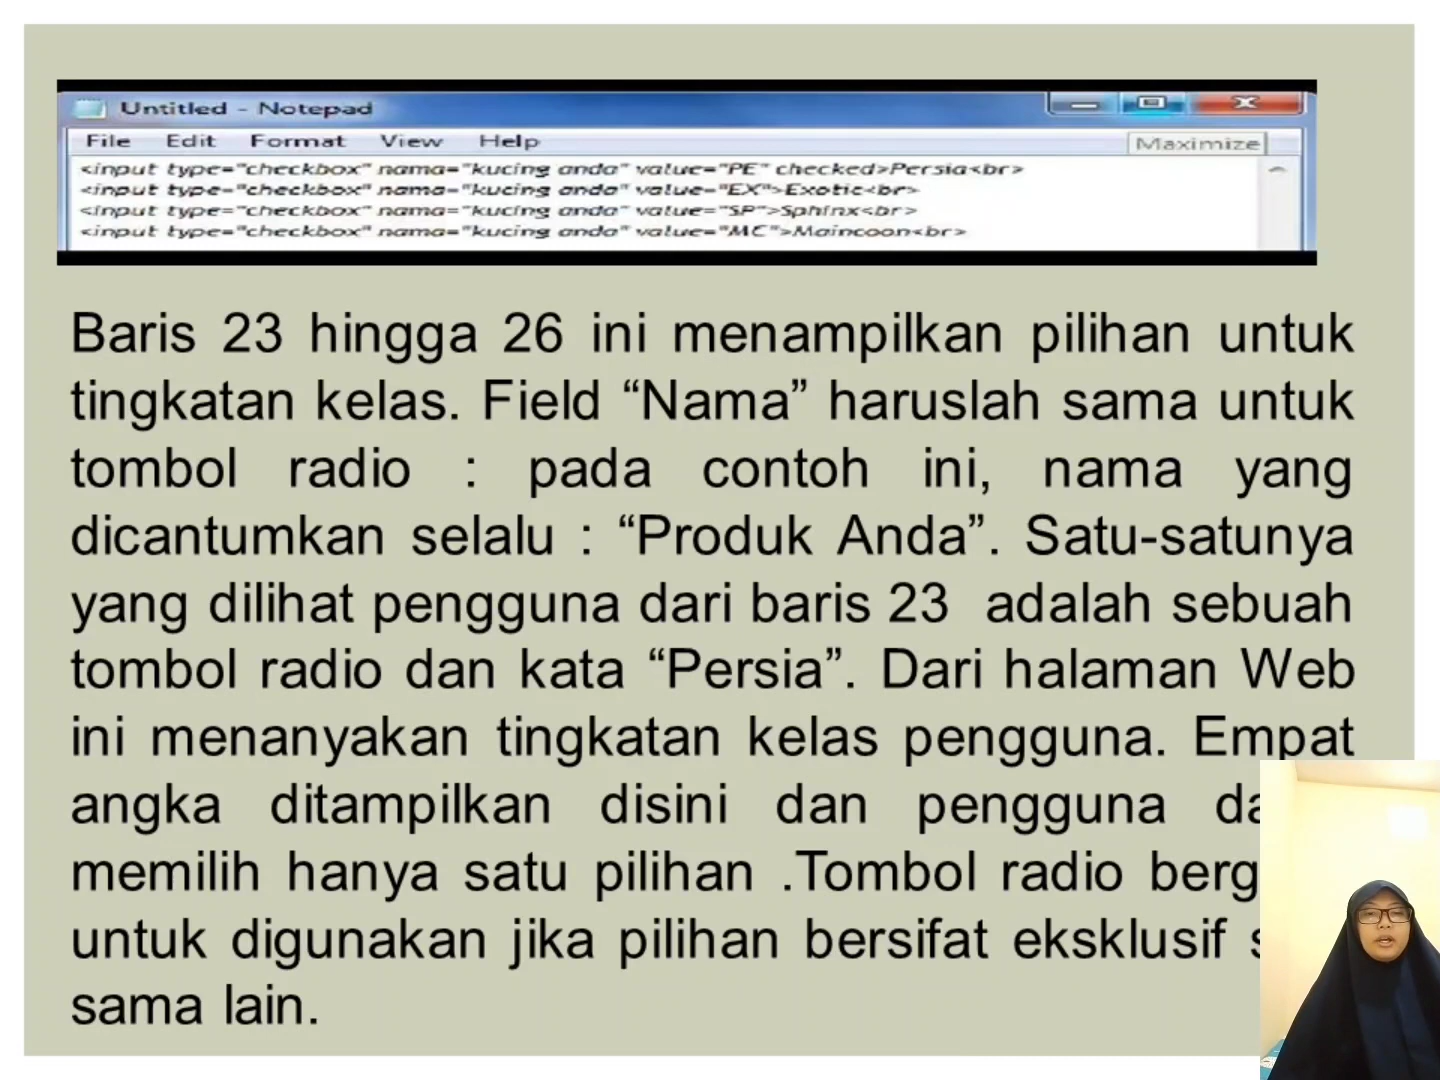 Untitled - Notepad
File Edit Format View Help
Maximize
<input type="checkbox" nama="kucing anda" value="PE" checked>Persia<br>
<input type="checkbox" nama="kucing anda" value="EX">Exotic<br>
<input type="checkbox" nama="kucing anda" value="SP">Sphinx<br>
<input type="checkbox" nama="kucing anda" value="MC">Maincoon<br>
Baris 23 hingga 26 ini menampilkan pilihan untuk
tingkatan kelas. Field “Nama” haruslah sama untuk
tombol radio : pada contoh ini, nama yang
dicantumkan selalu : “Produk Anda”. Satu-satunya
yang dilihat pengguna dari baris 23 adalah sebuah
tombol radio dan kata “Persia”. Dari halaman Web
ini menanyakan tingkatan kelas pengguna. Empat
angka ditampilkan disini dan pengguna
memilih hanya satu pilihan .Tombol radio
untuk digunakan jika pilihan bersifat eksklusif
sama lain.